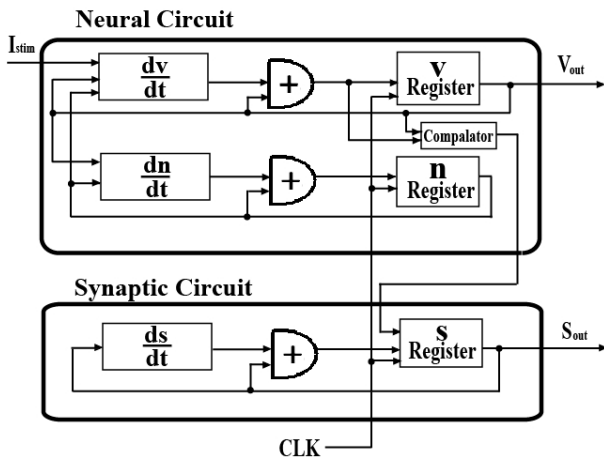 Neural Circuit
Istim
dv
dt
+
v
Register
Vout
Compalator
dn
dt
+
n
Register
Synaptic Circuit
ds
dt
+
s
Register
Sout
CLK